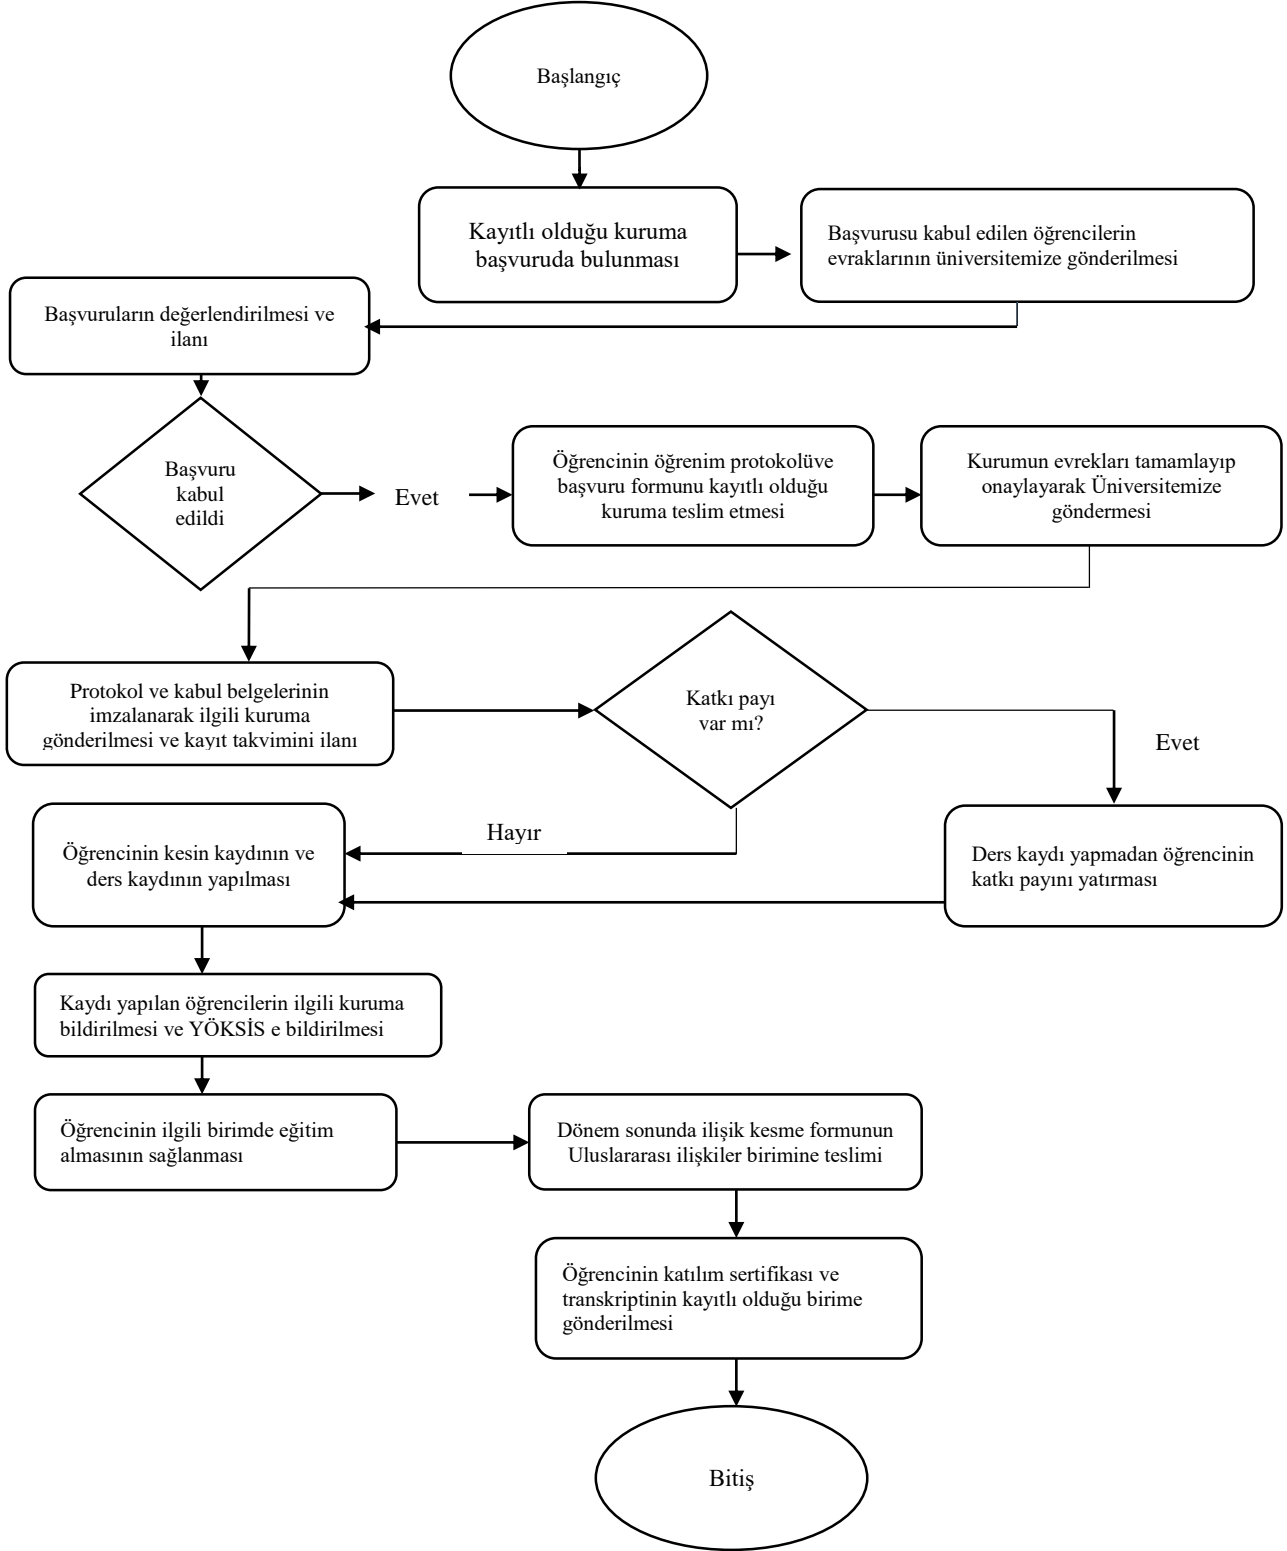 Başlangıç
Kayıtlı olduğu kuruma
başvuruda bulunması
Başvurusu kabul edilen öğrencilerin
evraklarının üniversitemize gönderilmesi
Başvuruların değerlendirilmesi ve
ilanı
Başvuru
kabul
edildi
Evet
Öğrencinin öğrenim protokolüve
başvuru formunu kayıtlı olduğu
kuruma teslim etmesi
Kurumun evrekları tamamlayıp
onaylayarak Üniversitemize
göndermesi
Protokol ve kabul belgelerinin
imzalanarak ilgili kuruma
gönderilmesi ve kayıt takvimini ilanı
Katkı payı
var mı?
Evet
Hayır
Öğrencinin kesin kaydının ve
ders kaydının yapılması
Ders kaydı yapmadan öğrencinin
katkı payını yatırması
Kaydı yapılan öğrencilerin ilgili kuruma
bildirilmesi ve YÖKSİS e bildirilmesi
Öğrencinin ilgili birimde eğitim
almasının sağlanması
Dönem sonunda ilişik kesme formunun
Uluslararası ilişkiler birimine teslimi
Öğrencinin katılım sertifikası ve
transkriptinin kayıtlı olduğu birime
gönderilmesi
Bitiş